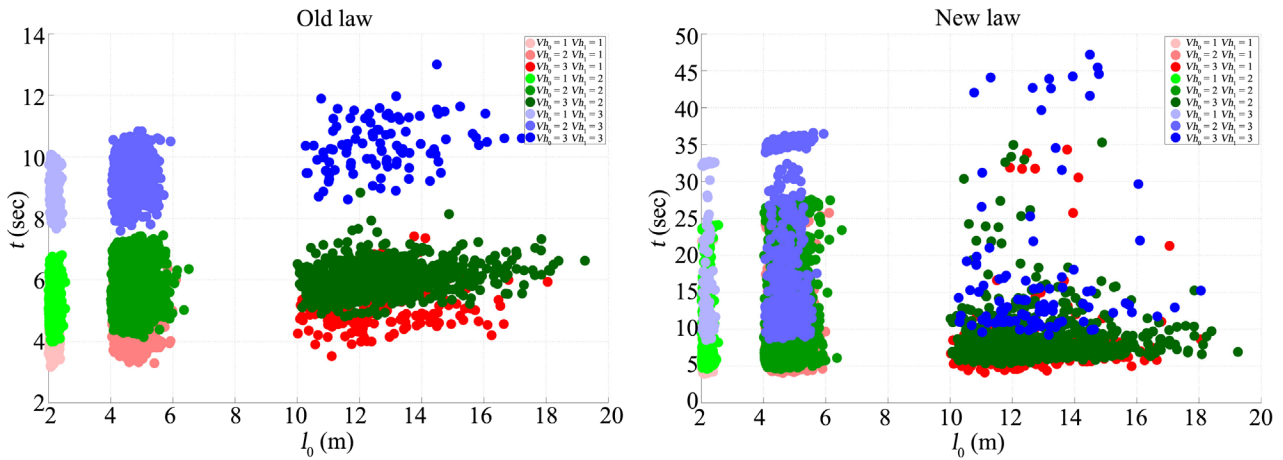 Old law
14
12
10
8
6
4
2
t (sec)
2
4
6
8
10
12
14
16
18
20
l₀ (m)
Vh₀ = 1 Vh₁ = 1
Vh₀ = 2 Vh₁ = 1
Vh₀ = 3 Vh₁ = 1
Vh₀ = 1 Vh₁ = 2
Vh₀ = 2 Vh₁ = 2
Vh₀ = 3 Vh₁ = 2
Vh₀ = 1 Vh₁ = 3
Vh₀ = 2 Vh₁ = 3
Vh₀ = 3 Vh₁ = 3
New law
50
45
40
35
30
25
20
15
10
5
0
t (sec)
2
4
6
8
10
12
14
16
18
20
l₀ (m)
Vh₀ = 1 Vh₁ = 1
Vh₀ = 2 Vh₁ = 1
Vh₀ = 3 Vh₁ = 1
Vh₀ = 1 Vh₁ = 2
Vh₀ = 2 Vh₁ = 2
Vh₀ = 3 Vh₁ = 2
Vh₀ = 1 Vh₁ = 3
Vh₀ = 2 Vh₁ = 3
Vh₀ = 3 Vh₁ = 3